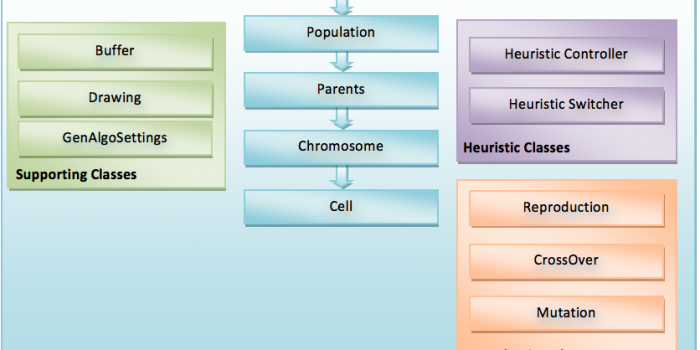 Buffer
Drawing
GenAlgoSettings
Supporting Classes
Population
Parents
Chromosome
Cell
Heuristic Controller
Heuristic Switcher
Heuristic Classes
Reproduction
CrossOver
Mutation